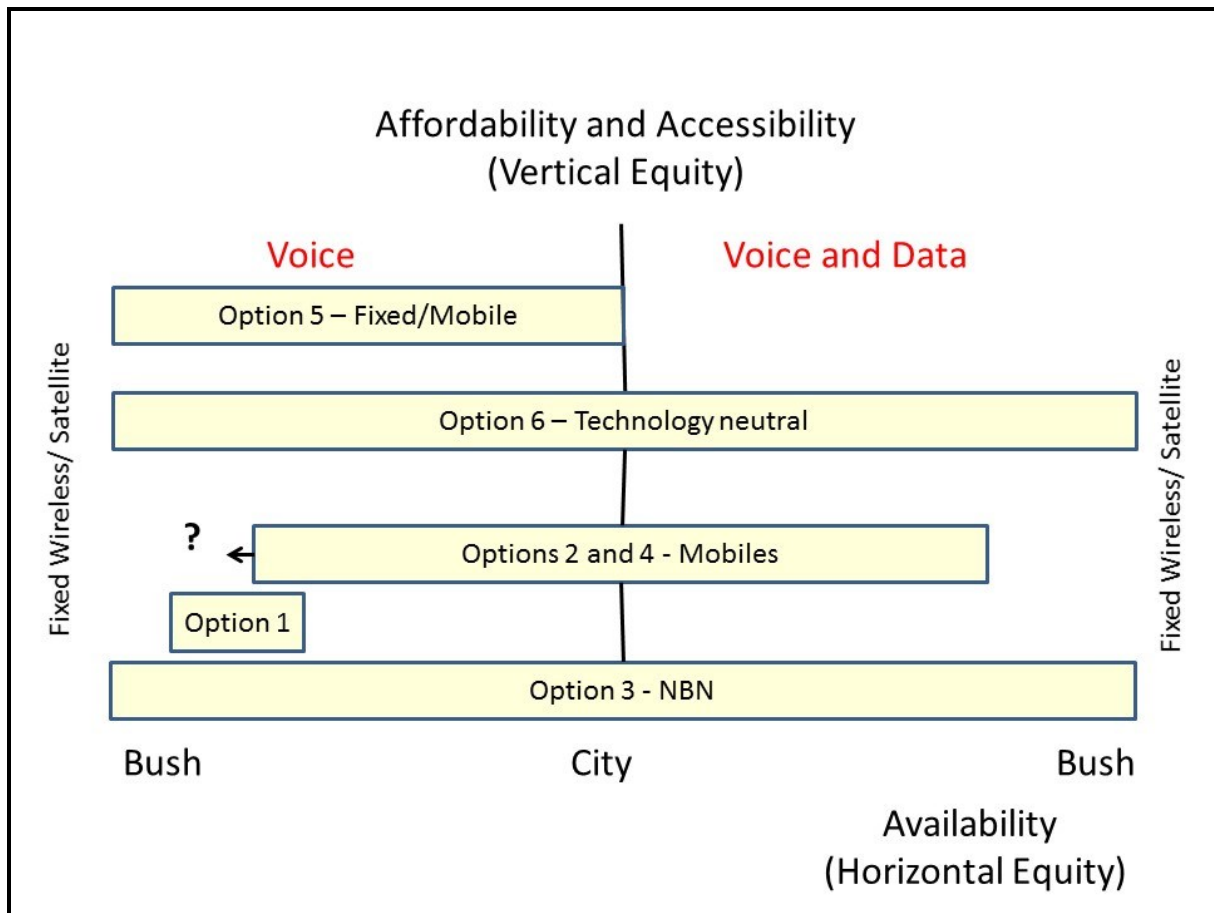 Affordability and Accessibility
(Vertical Equity)
Voice
Voice and Data
Option 5 – Fixed/Mobile
Fixed Wireless/ Satellite
Option 6 – Technology neutral
Fixed Wireless/ Satellite
?
Options 2 and 4 - Mobiles
Option 1
Option 3 - NBN
Bush
City
Bush
Availability
(Horizontal Equity)